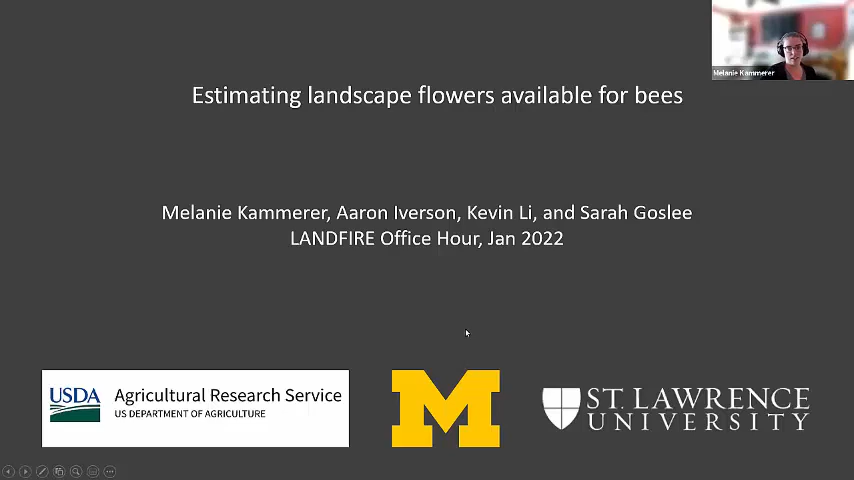 Melanie Kammerer
Estimating landscape flowers available for bees
Melanie Kammerer, Aaron Iverson, Kevin Li, and Sarah Goslee
LANDFIRE Office Hour, Jan 2022
USDA
Agricultural Research Service
US DEPARTMENT OF AGRICULTURE
M
ST. LAWRENCE
UNIVERSITY